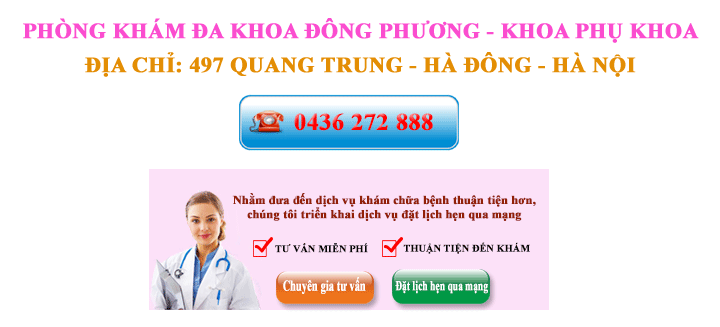 PHÒNG KHÁM ĐA KHOA ĐÔNG PHƯƠNG - KHOA PHỤ KHOA
ĐỊA CHỈ: 497 QUANG TRUNG - HÀ ĐÔNG - HÀ NỘI
0436 272 888
Nhằm đưa đến dịch vụ khám chữa bệnh thuận tiện hơn,
chúng tôi triển khai dịch vụ đặt lịch hẹn qua mạng
TƯ VẤN MIỄN PHÍ THUẬN TIỆN ĐẾN KHÁM
Chuyên gia tư vấn Đặt lịch hẹn qua mạng